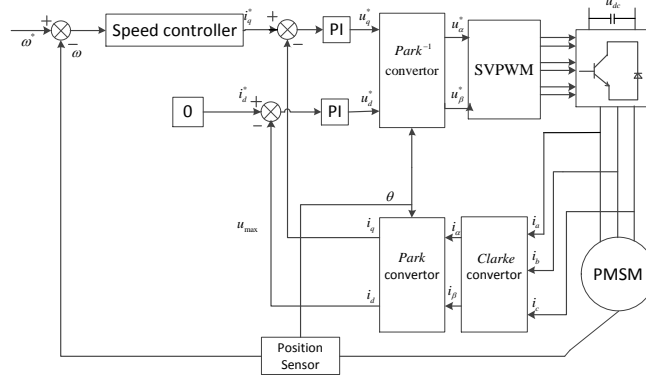 u_dc
Speed controller
i_q^*
PI
u_q^*
Park^-1
convertor
u_α^*
SVPWM
ω^*
ω
+
−
+
−
0
i_d^*
+
−
PI
u_d^*
u_β^*
θ
u_max
i_q
Park
convertor
i_α
Clarke
convertor
i_a
i_b
PMSM
i_d
i_β
i_c
Position
Sensor